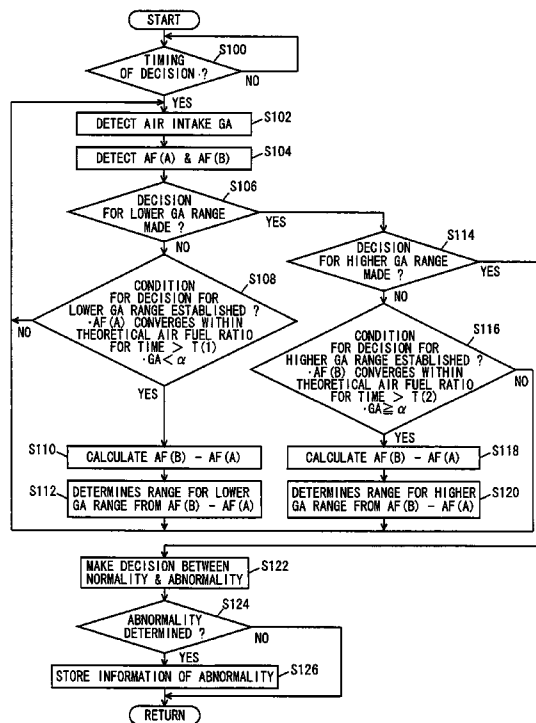 START
S100
TIMING
OF DECISION ?
NO
YES
S102
DETECT AIR INTAKE GA
S104
DETECT AF(A) & AF(B)
S106
DECISION
FOR LOWER GA RANGE
MADE ?
YES
NO
S114
DECISION
FOR HIGHER GA RANGE
MADE ?
YES
NO
S108
CONDITION
FOR DECISION FOR
LOWER GA RANGE ESTABLISHED ?
·AF(A) CONVERGES WITHIN
THEORETICAL AIR FUEL RATIO
FOR TIME > T(1)
·GA < α
NO
YES
S116
CONDITION
FOR DECISION FOR
HIGHER GA RANGE ESTABLISHED ?
·AF(B) CONVERGES WITHIN
THEORETICAL AIR FUEL RATIO
FOR TIME > T(2)
·GA ≧ α
NO
YES
S110
CALCULATE AF(B) - AF(A)
S118
CALCULATE AF(B) - AF(A)
S112
DETERMINES RANGE FOR LOWER
GA RANGE FROM AF(B) - AF(A)
S120
DETERMINES RANGE FOR HIGHER
GA RANGE FROM AF(B) - AF(A)
S122
MAKE DECISION BETWEEN
NORMALITY & ABNORMALITY
S124
ABNORMALITY
DETERMINED ?
NO
YES
S126
STORE INFORMATION OF ABNORMALITY
RETURN